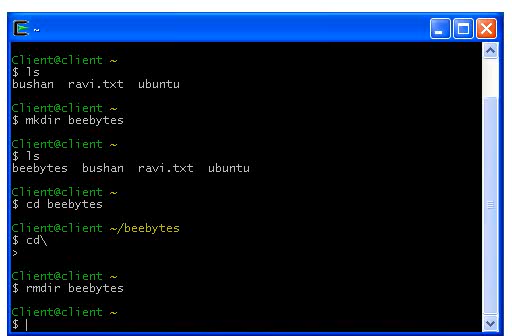 ~
Client@client ~
$ ls
bushan  ravi.txt  ubuntu
Client@client ~
$ mkdir beebytes
Client@client ~
$ ls
beebytes  bushan  ravi.txt  ubuntu
Client@client ~
$ cd beebytes
Client@client ~/beebytes
$ cd\
>
Client@client ~
$ rmdir beebytes
Client@client ~
$